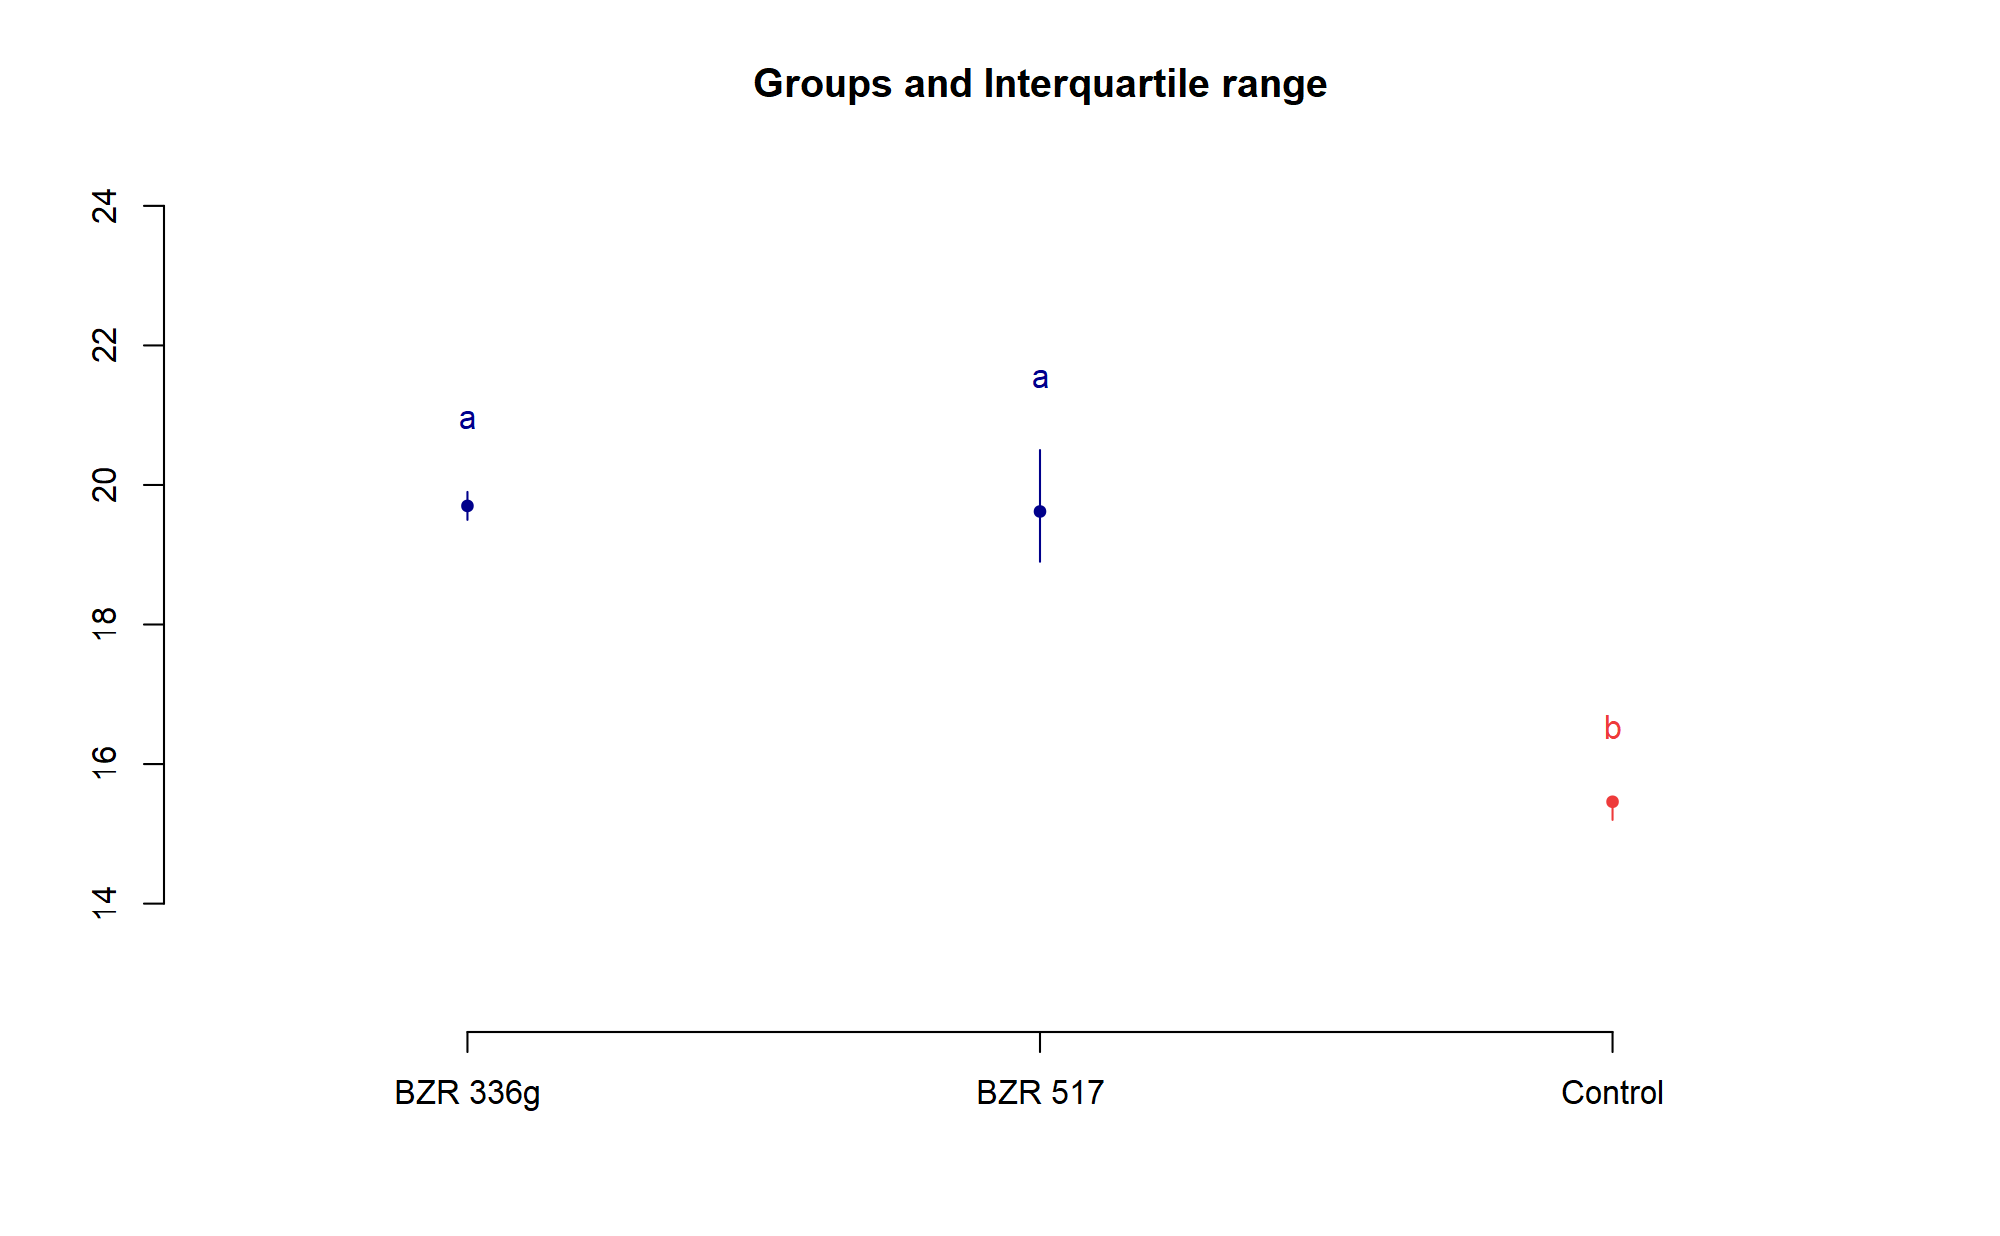 Groups and Interquartile range
24
22
20
18
16
14
a
a
b
BZR 336g
BZR 517
Control